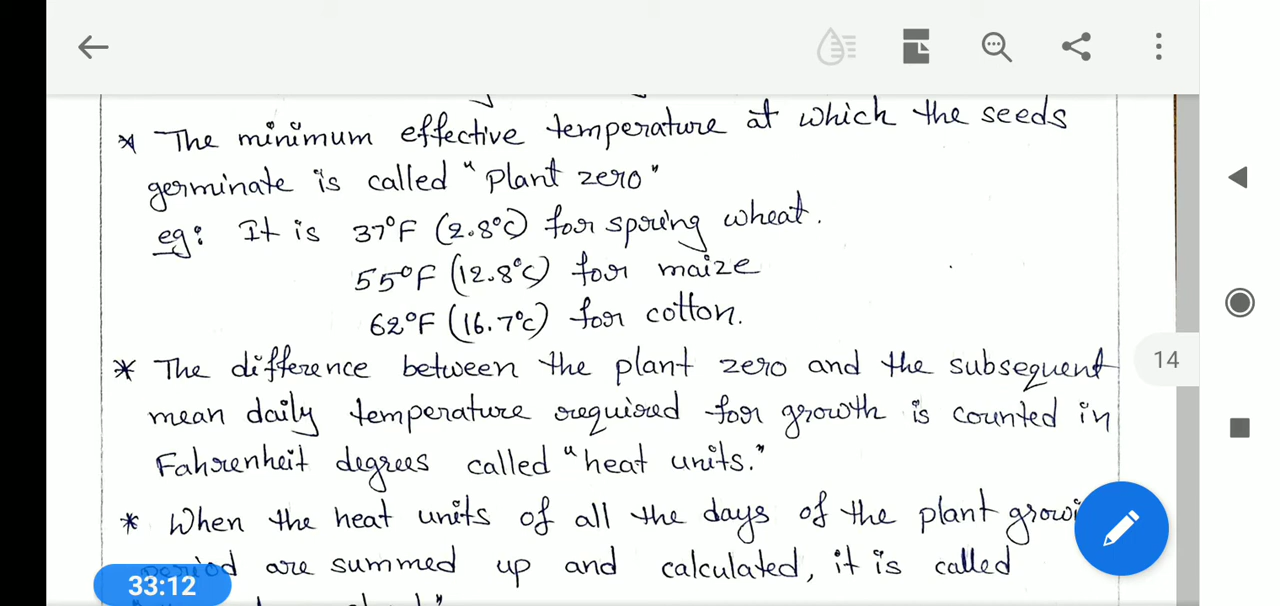 * The minimum effective temperature at which the seeds
germinate is called "Plant zero"
eg: It is 37°F (2.8°C) for spring wheat.
55°F (12.8°C) for maize
62°F (16.7°C) for cotton.
* The difference between the plant zero and the subsequent
14
mean daily temperature required for growth is counted in
Fahrenheit degrees called "heat units."
* When the heat units of all the days of the plant
period are summed up and calculated, it is called
33:12